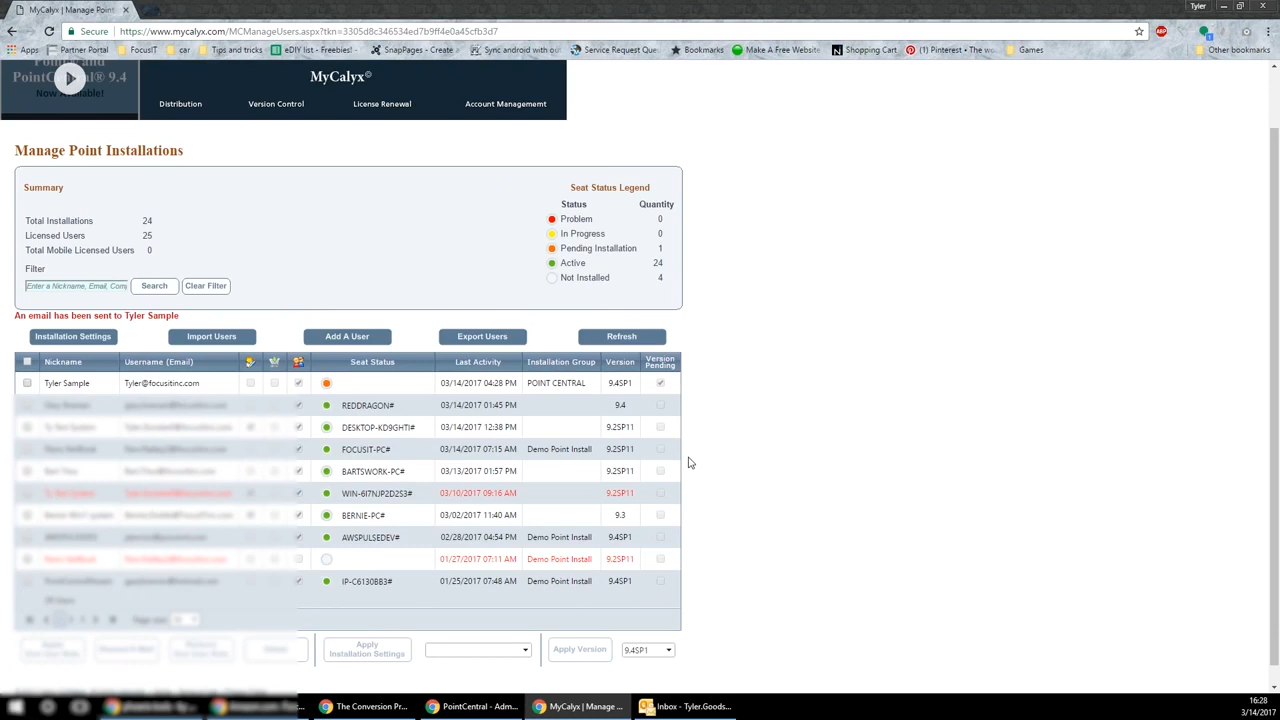 MyCalyx | Manage Point
Tyler
Secure
https://www.mycalyx.com/MCManageUsers.aspx?tkn=3305d8c346534ed7b9ff4e0a45cfb3d7
Apps Partner Portal FocusIT car Tips and tricks eDIY list - Freebies! SnapPages - Create Sync android with out Service Request Que Bookmarks Make A Free Website Shopping Cart (1) Pinterest • The wo Games Other bookmarks
PointCentral® 9.4
Now Available!
MyCalyx©
Distribution Version Control License Renewal Account Management
Manage Point Installations
Summary Seat Status Legend
Status Quantity
Total Installations 24 Problem 0
Licensed Users 25 In Progress 0
Total Mobile Licensed Users 0 Pending Installation 1
Filter Active 24
Enter a Nickname, Email, Com Search Clear Filter Not Installed 4
An email has been sent to Tyler Sample
Installation Settings Import Users Add A User Export Users Refresh
Nickname Username (Email) Seat Status Last Activity Installation Group Version Version Pending
Tyler Sample Tyler@focusitinc.com 03/14/2017 04:28 PM POINT CENTRAL 9.4SP1
REDDRAGON# 03/14/2017 01:45 PM 9.4
DESKTOP-KD9GHTI# 03/14/2017 12:38 PM 9.2SP11
FOCUSIT-PC# 03/14/2017 07:15 AM Demo Point Install 9.2SP11
BARTSWORK-PC# 03/13/2017 01:57 PM 9.2SP11
WIN-6I7NJP2D2S3# 03/10/2017 09:16 AM 9.2SP11
BERNIE-PC# 03/02/2017 11:40 AM 9.3
AWSPULSEDEV# 02/28/2017 04:54 PM Demo Point Install 9.4SP1
01/27/2017 07:11 AM Demo Point Install 9.2SP11
IP-C6130BB3# 01/25/2017 07:48 AM Demo Point Install 9.4SP1
Apply Installation Settings Apply Version 9.4SP1
The Conversion Pr... PointCentral - Adm... MyCalyx | Manage ... Inbox - Tyler.Goods...
16:28
3/14/2017